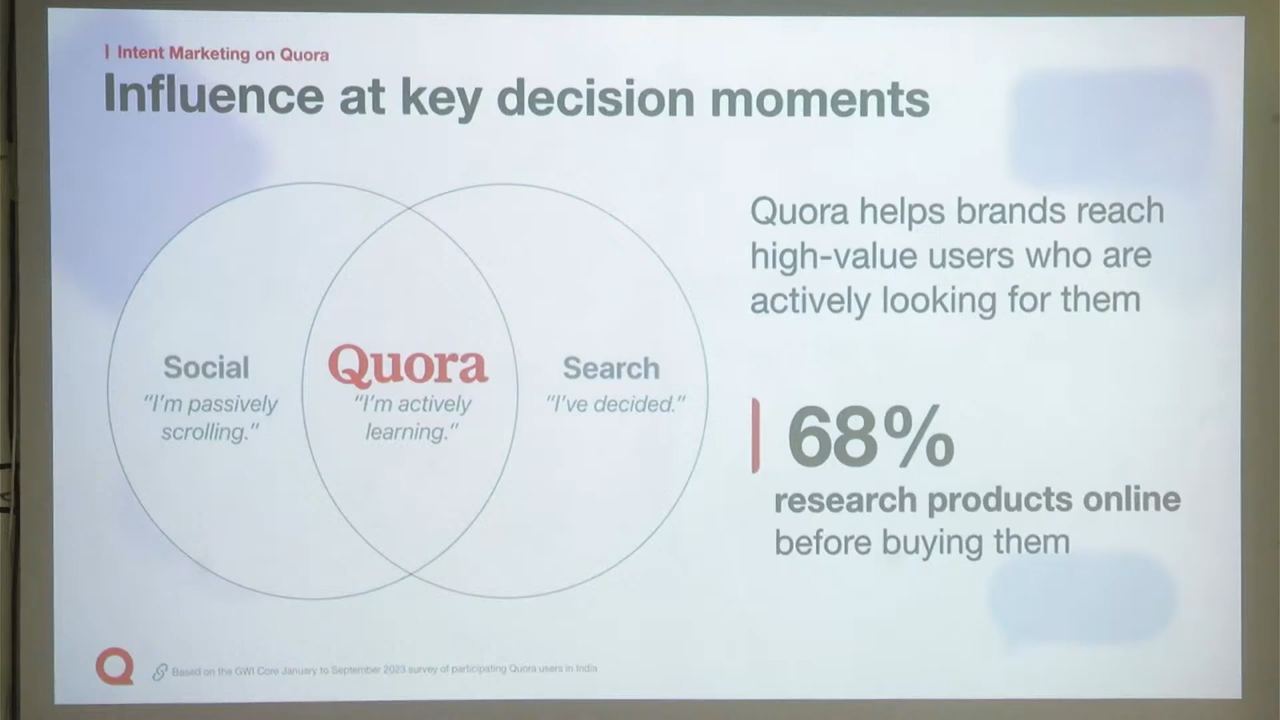 | Intent Marketing on Quora
Influence at key decision moments
Social
“I’m passively
scrolling.”
Quora
“I’m actively
learning.”
Search
“I’ve decided.”
Quora helps brands reach
high-value users who are
actively looking for them
68%
research products online
before buying them
Q
Based on the GWI Core January to September 2023 survey of participating Quora users in India